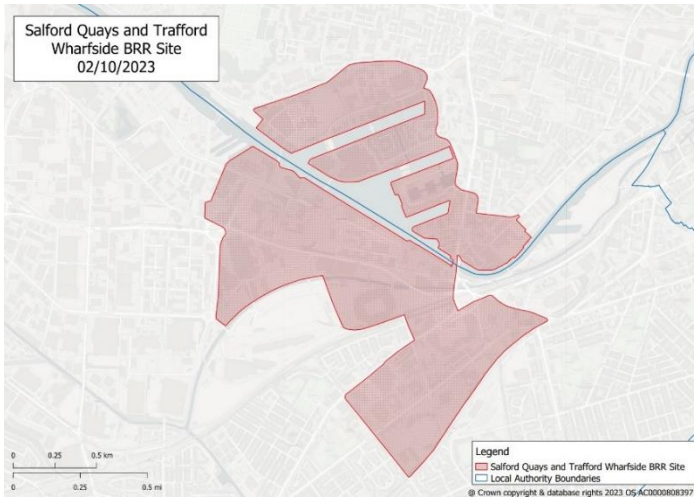 Salford Quays and Trafford
Wharfside BRR Site
02/10/2023
0 0.25 0.5 km
0 0.25 0.5 mi
Legend
Salford Quays and Trafford Wharfside BRR Site
Local Authority Boundaries
@ Crown copyright & database rights 2023 OS AC0000808397